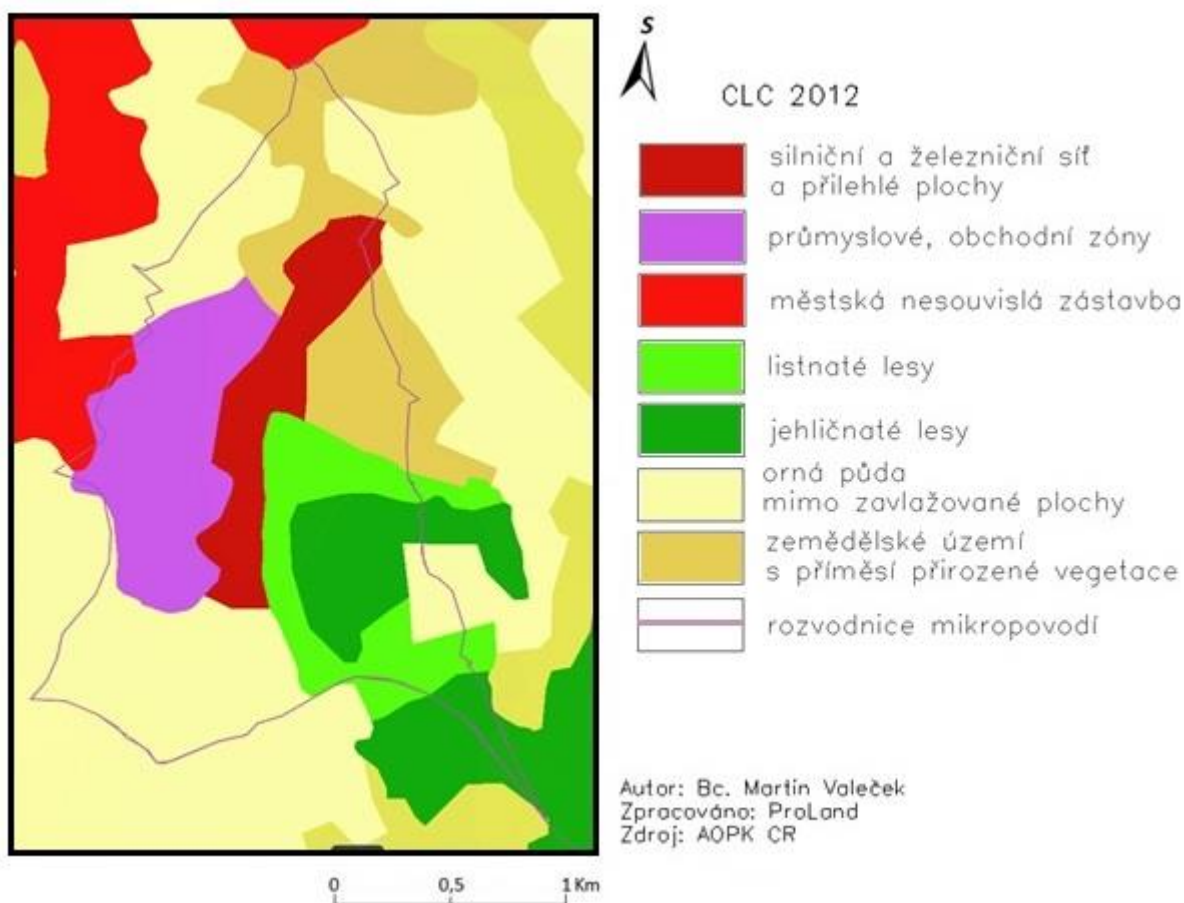 S
CLC 2012
silniční a železniční síť
a přilehlé plochy
průmyslové, obchodní zóny
městská nesouvislá zástavba
listnaté lesy
jehličnaté lesy
orná půda
mimo zavlažované plochy
zemědělské území
s příměsí přirozené vegetace
rozvodnice mikropovodí
Autor: Bc. Martin Valeček
Zpracováno: ProLand
Zdroj: AOPK CR
0 0,5 1 Km